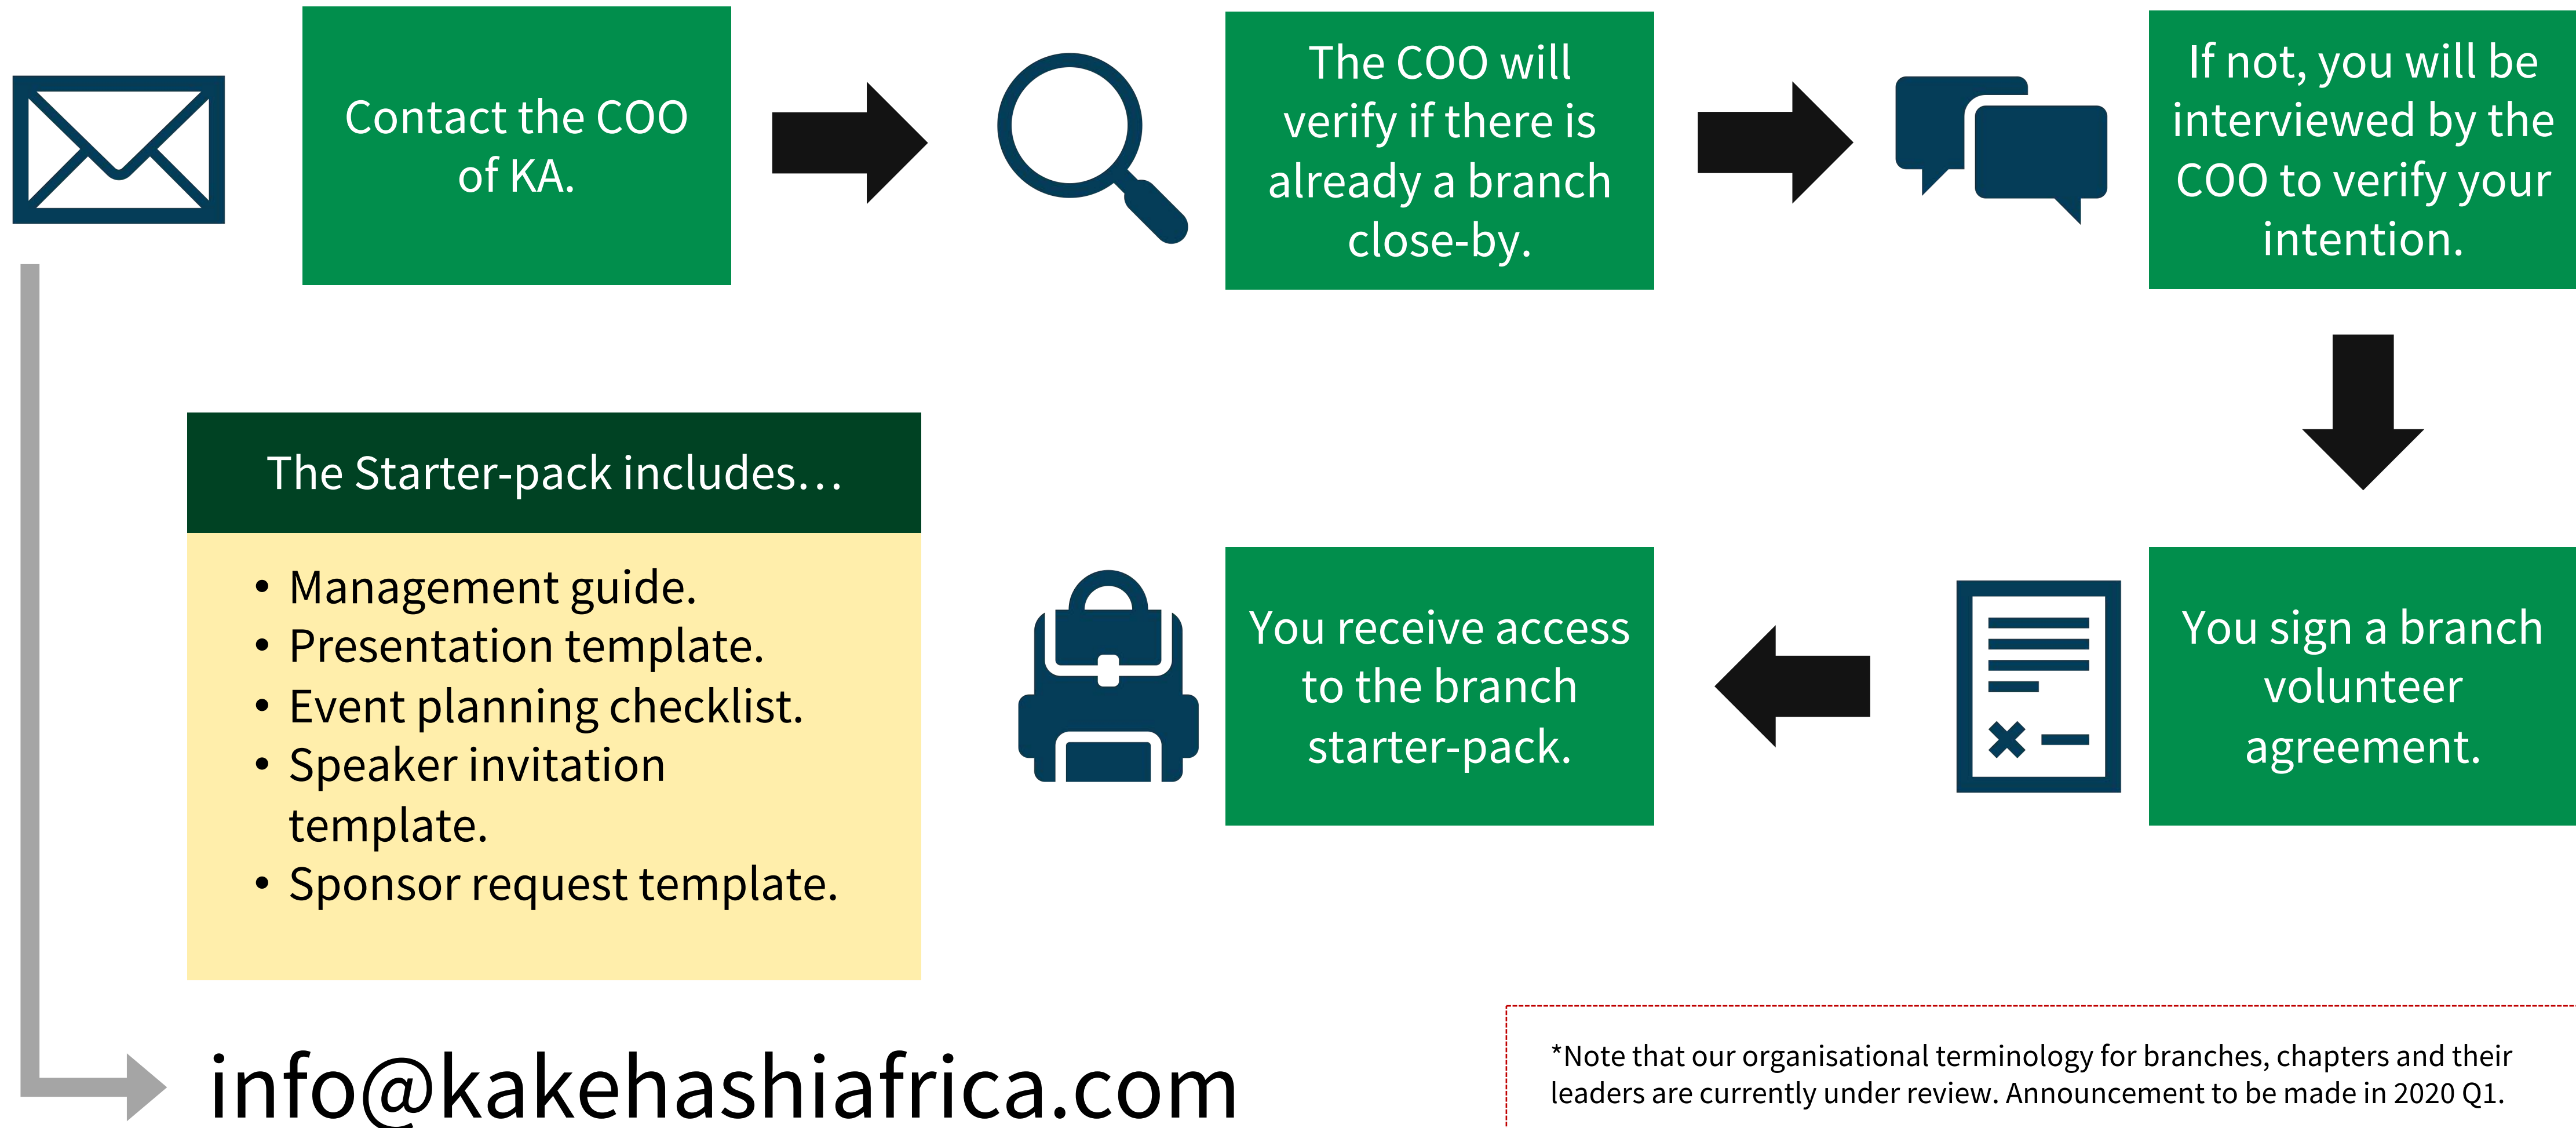 Contact the COO
of KA.
The COO will
verify if there is
already a branch
close-by.
If not, you will be
interviewed by the
COO to verify your
intention.
You sign a branch
volunteer
agreement.
You receive access
to the branch
starter-pack.
The Starter-pack includes…
• Management guide.
• Presentation template.
• Event planning checklist.
• Speaker invitation
template.
• Sponsor request template.
info@kakehashiafrica.com
*Note that our organisational terminology for branches, chapters and their
leaders are currently under review. Announcement to be made in 2020 Q1.